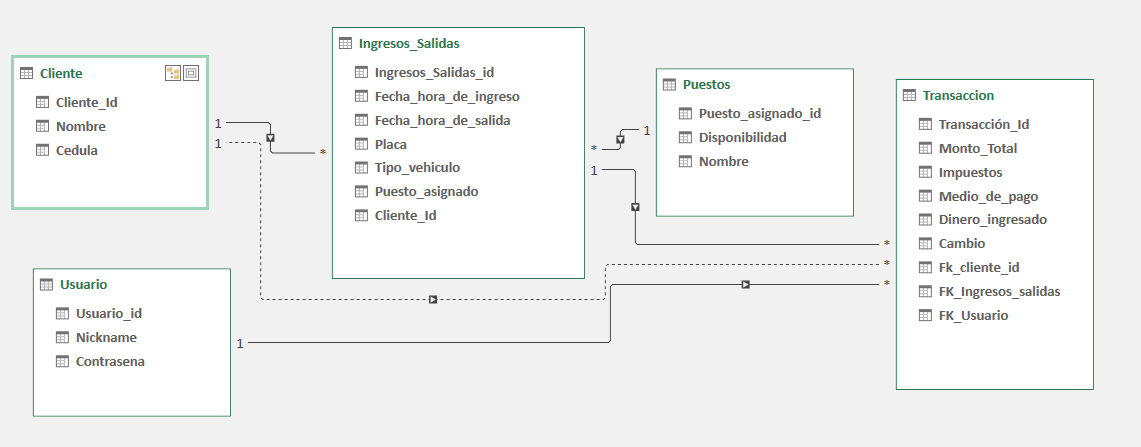 Cliente
Cliente_Id
Nombre
Cedula
1
1
Ingresos_Salidas
Ingresos_Salidas_id
Fecha_hora_de_ingreso
Fecha_hora_de_salida
Placa
Tipo_vehiculo
Puesto_asignado
Cliente_Id
*
*
1
1
Puestos
Puesto_asignado_id
Disponibilidad
Nombre
Transaccion
Transacción_Id
Monto_Total
Impuestos
Medio_de_pago
Dinero_ingresado
Cambio
Fk_cliente_id
FK_Ingresos_salidas
FK_Usuario
*
*
*
Usuario
Usuario_id
Nickname
Contrasena
1